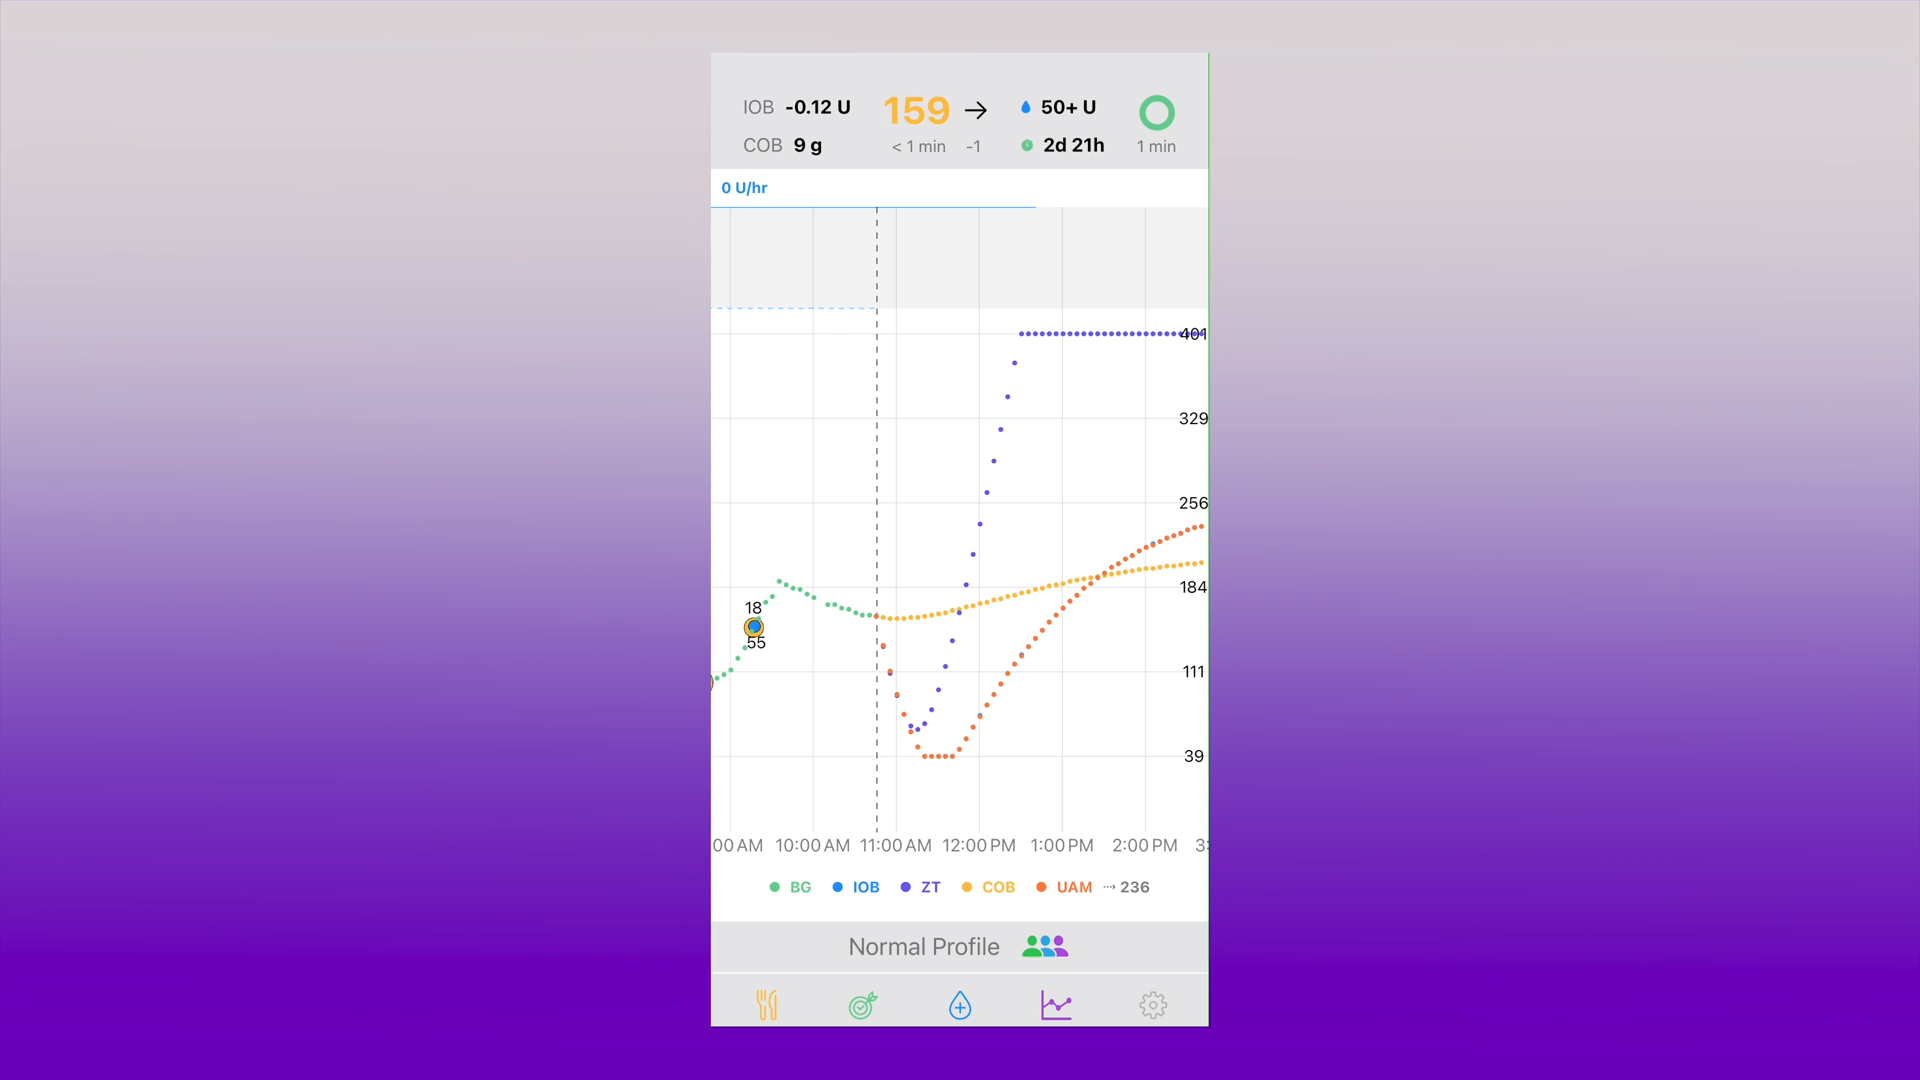 IOB -0.12 U 159 → 50+ U
COB 9 g < 1 min -1 2d 21h 1 min
0 U/hr
401
329
256
184
18
55
111
39
00 AM 10:00 AM 11:00 AM 12:00 PM 1:00 PM 2:00 PM 3:
BG IOB ZT COB UAM ⇢ 236
Normal Profile